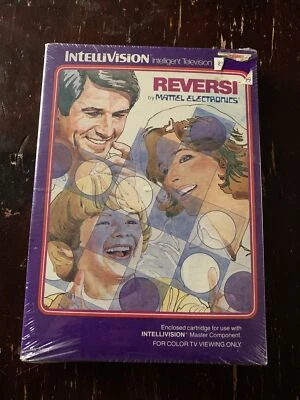 INTELLIVISION Intelligent Television
REVERSI
by MATTEL ELECTRONICS®
Enclosed cartridge for use with
INTELLIVISION® Master Component
FOR COLOR TV VIEWING ONLY